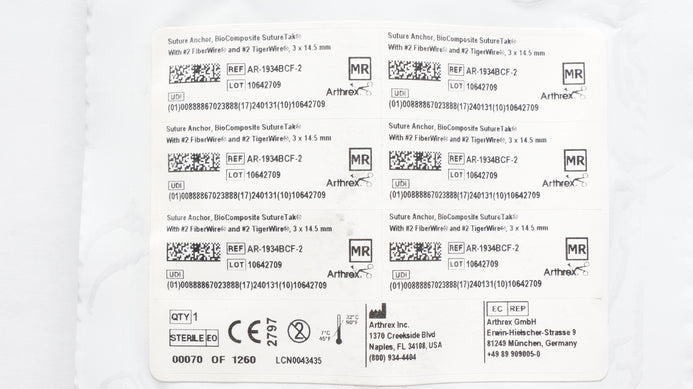 Suture Anchor, BioComposite SutureTak®
With #2 FiberWire® and #2 TigerWire®, 3 x 14.5 mm
REF AR-1934BCF-2
MR
LOT 10642709
UDI
Arthrex
(01)00888867023888(17)240131(10)10642709
Suture Anchor, BioComposite SutureTak®
With #2 FiberWire® and #2 TigerWire®, 3 x 14.5 mm
REF AR-1934BCF-2
MR
LOT 10642709
UDI
Arthrex
(01)00888867023888(17)240131(10)10642709
Suture Anchor, BioComposite SutureTak®
With #2 FiberWire® and #2 TigerWire®, 3 x 14.5 mm
REF AR-1934BCF-2
MR
LOT 10642709
UDI
Arthrex
(01)00888867023888(17)240131(10)10642709
Suture Anchor, BioComposite SutureTak®
With #2 FiberWire® and #2 TigerWire®, 3 x 14.5 mm
REF AR-1934BCF-2
MR
LOT 10642709
UDI
Arthrex
(01)00888867023888(17)240131(10)10642709
Suture Anchor, BioComposite SutureTak®
With #2 FiberWire® and #2 TigerWire®, 3 x 14.5 mm
REF AR-1934BCF-2
MR
LOT 10642709
UDI
Arthrex
(01)00888867023888(17)240131(10)10642709
Suture Anchor, BioComposite SutureTak®
With #2 FiberWire® and #2 TigerWire®, 3 x 14.5 mm
REF AR-1934BCF-2
MR
LOT 10642709
UDI
Arthrex
(01)00888867023888(17)240131(10)10642709
QTY 1
STERILE EO
CE 2797
2
7°C
45°F
32°C
90°F
00070 OF 1260
LCN0043435
Arthrex Inc.
1370 Creekside Blvd
Naples, FL 34108, USA
(800) 934-4404
EC REP
Arthrex GmbH
Erwin-Hielscher-Strasse 9
81249 München, Germany
+49 89 909005-0